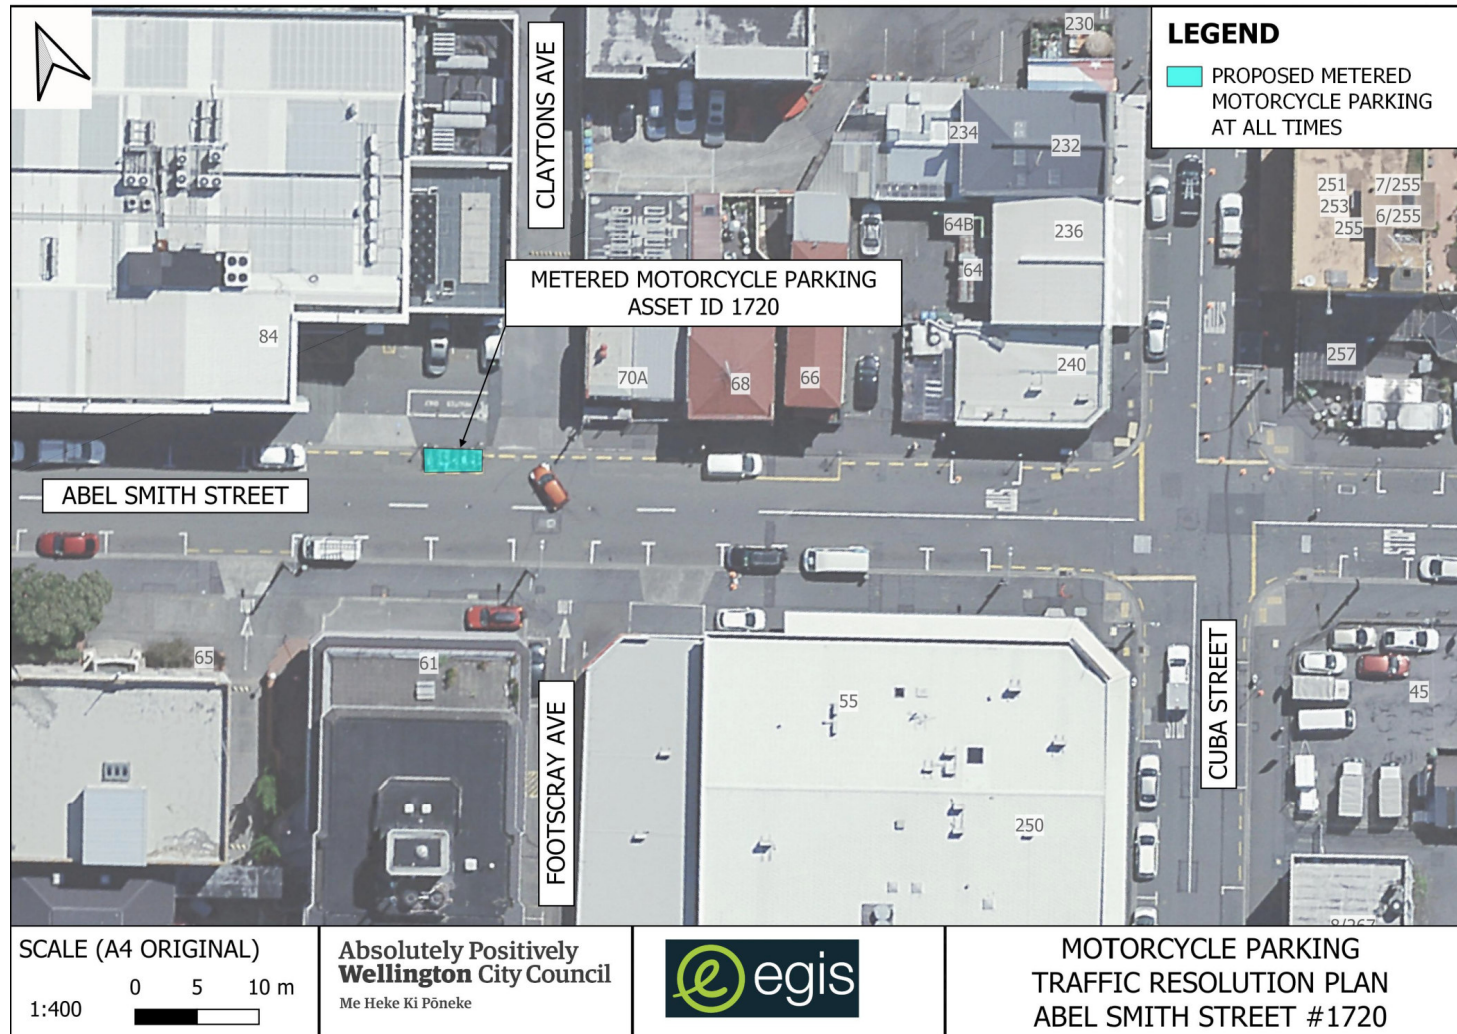 CLAYTONS AVE
LEGEND
PROPOSED METERED
MOTORCYCLE PARKING
AT ALL TIMES
230
234
232
251
253
255
7/255
6/255
64B
236
64
METERED MOTORCYCLE PARKING
ASSET ID 1720
84
70A
68
66
240
257
ABEL SMITH STREET
65
61
FOOTSCRAY AVE
55
250
CUBA STREET
45
SCALE (A4 ORIGINAL)
0 5 10 m
1:400
Absolutely Positively
Wellington City Council
Me Heke Ki Pōneke
egis
MOTORCYCLE PARKING
TRAFFIC RESOLUTION PLAN
ABEL SMITH STREET #1720